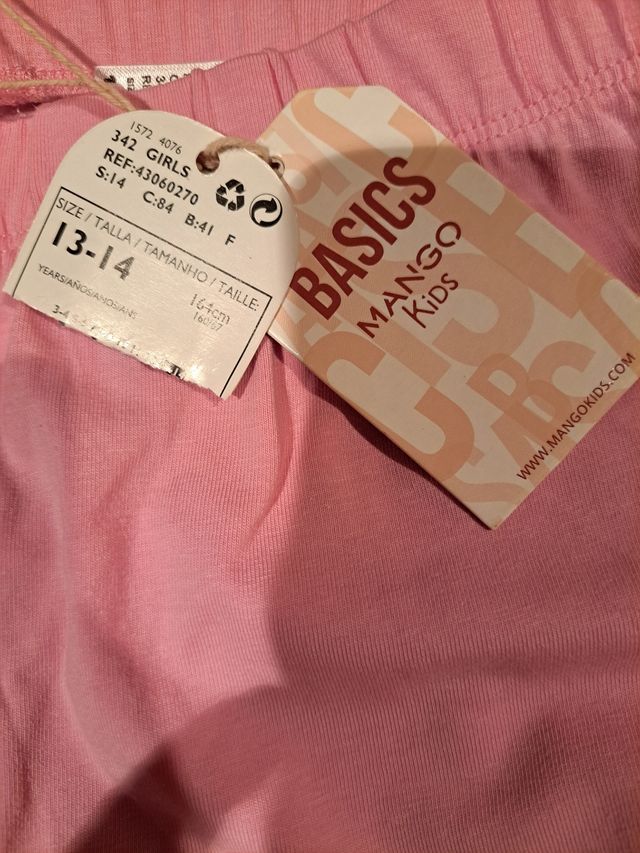 1572 4076
342 GIRLS
REF:43060270
S:14 C:84 B:41 F
SIZE / TALLA / TAMANHO / TAILLE:
13-14
YEARS/AÑOS/ANOS/ANS
164cm
BASICS
MANGO
KIDS
WWW.MANGOKIDS.COM